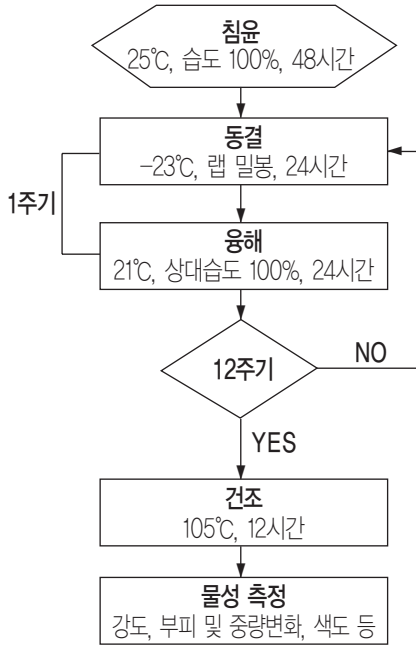 침윤
25℃, 습도 100%, 48시간
동결
-23℃, 랩 밀봉, 24시간
1주기
융해
21℃, 상대습도 100%, 24시간
12주기
NO
YES
건조
105℃, 12시간
물성 측정
강도, 부피 및 중량변화, 색도 등